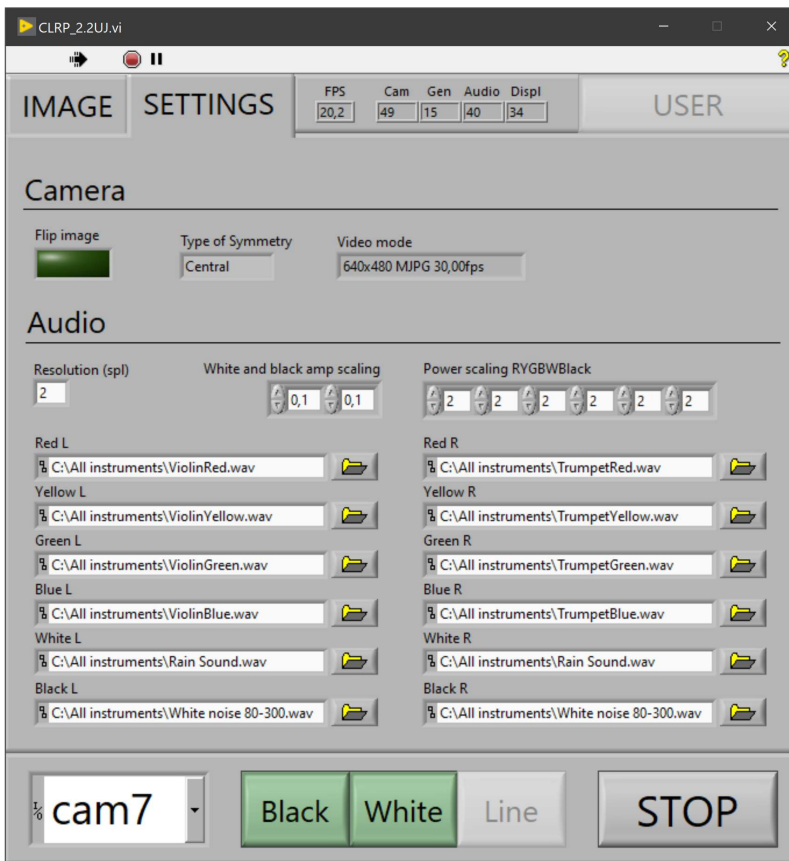 CLRP_2.2UJ.vi
?
IMAGE SETTINGS FPS Cam Gen Audio Displ USER
20,2 49 15 40 34
Camera
Flip image Type of Symmetry Video mode
Central 640x480 MJPG 30,00fps
Audio
Resolution (spl) White and black amp scaling Power scaling RYGBWBlack
2 0,1 0,1 2 2 2 2 2 2
Red L Red R
C:\All instruments\ViolinRed.wav C:\All instruments\TrumpetRed.wav
Yellow L Yellow R
C:\All instruments\ViolinYellow.wav C:\All instruments\TrumpetYellow.wav
Green L Green R
C:\All instruments\ViolinGreen.wav C:\All instruments\TrumpetGreen.wav
Blue L Blue R
C:\All instruments\ViolinBlue.wav C:\All instruments\TrumpetBlue.wav
White L White R
C:\All instruments\Rain Sound.wav C:\All instruments\Rain Sound.wav
Black L Black R
C:\All instruments\White noise 80-300.wav C:\All instruments\White noise 80-300.wav
I/O cam7 Black White Line STOP